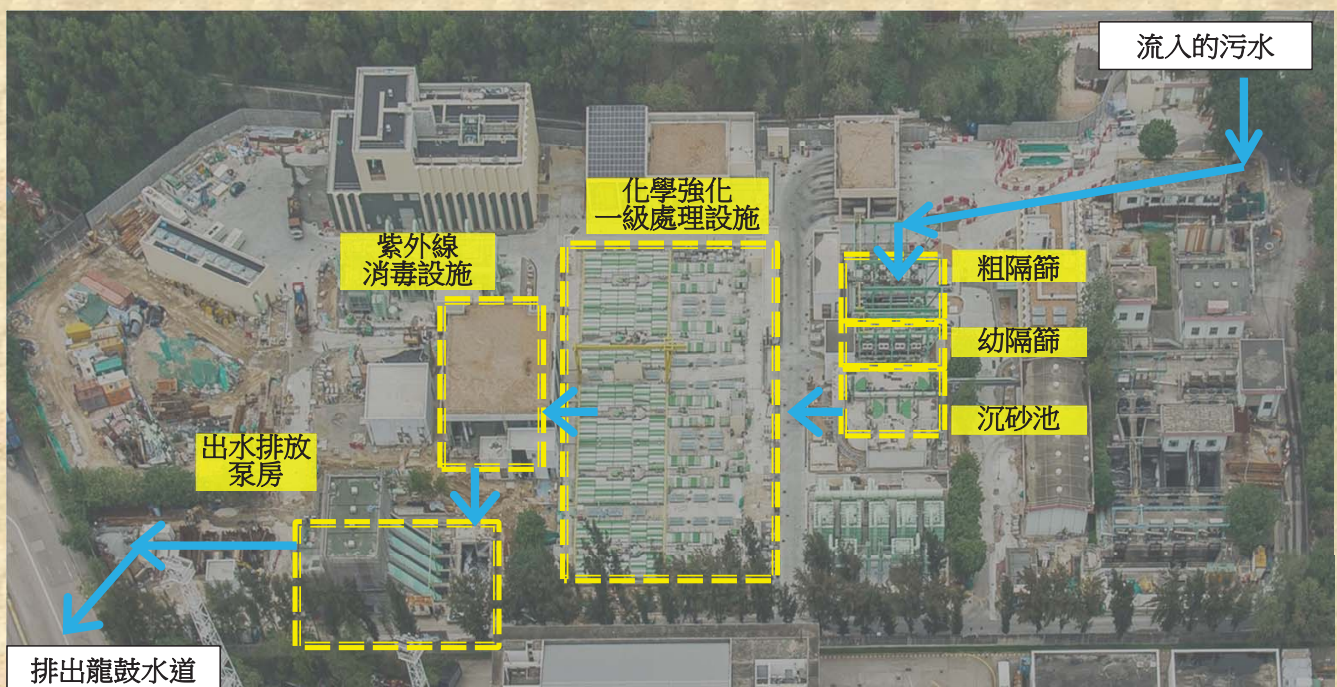 流入的污水
化學強化
一級處理設施
紫外線
消毒設施
粗隔篩
幼隔篩
沉砂池
出水排放
泵房
排出龍鼓水道